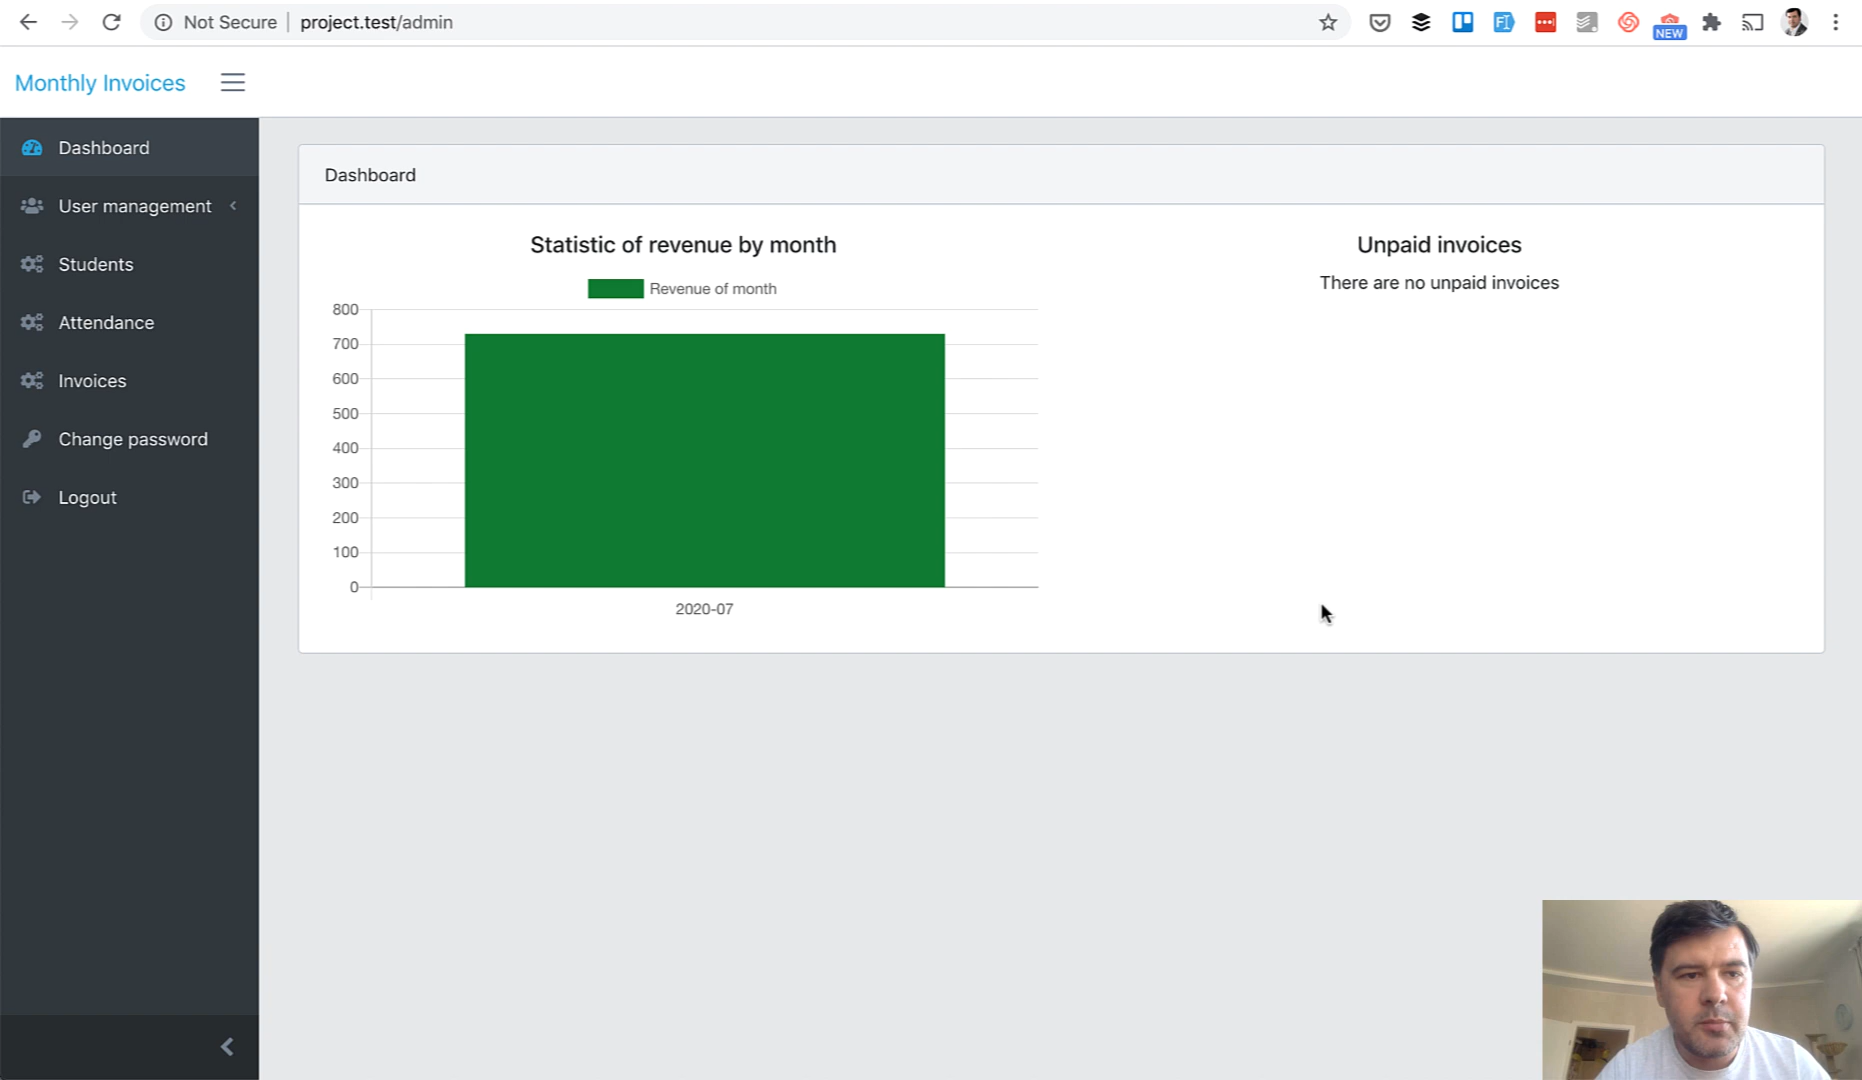 Not Secure | project.test/admin
NEW
Monthly Invoices
Dashboard
User management
Students
Attendance
Invoices
Change password
Logout
Dashboard
Statistic of revenue by month
Revenue of month
800
700
600
500
400
300
200
100
0
2020-07
Unpaid invoices
There are no unpaid invoices